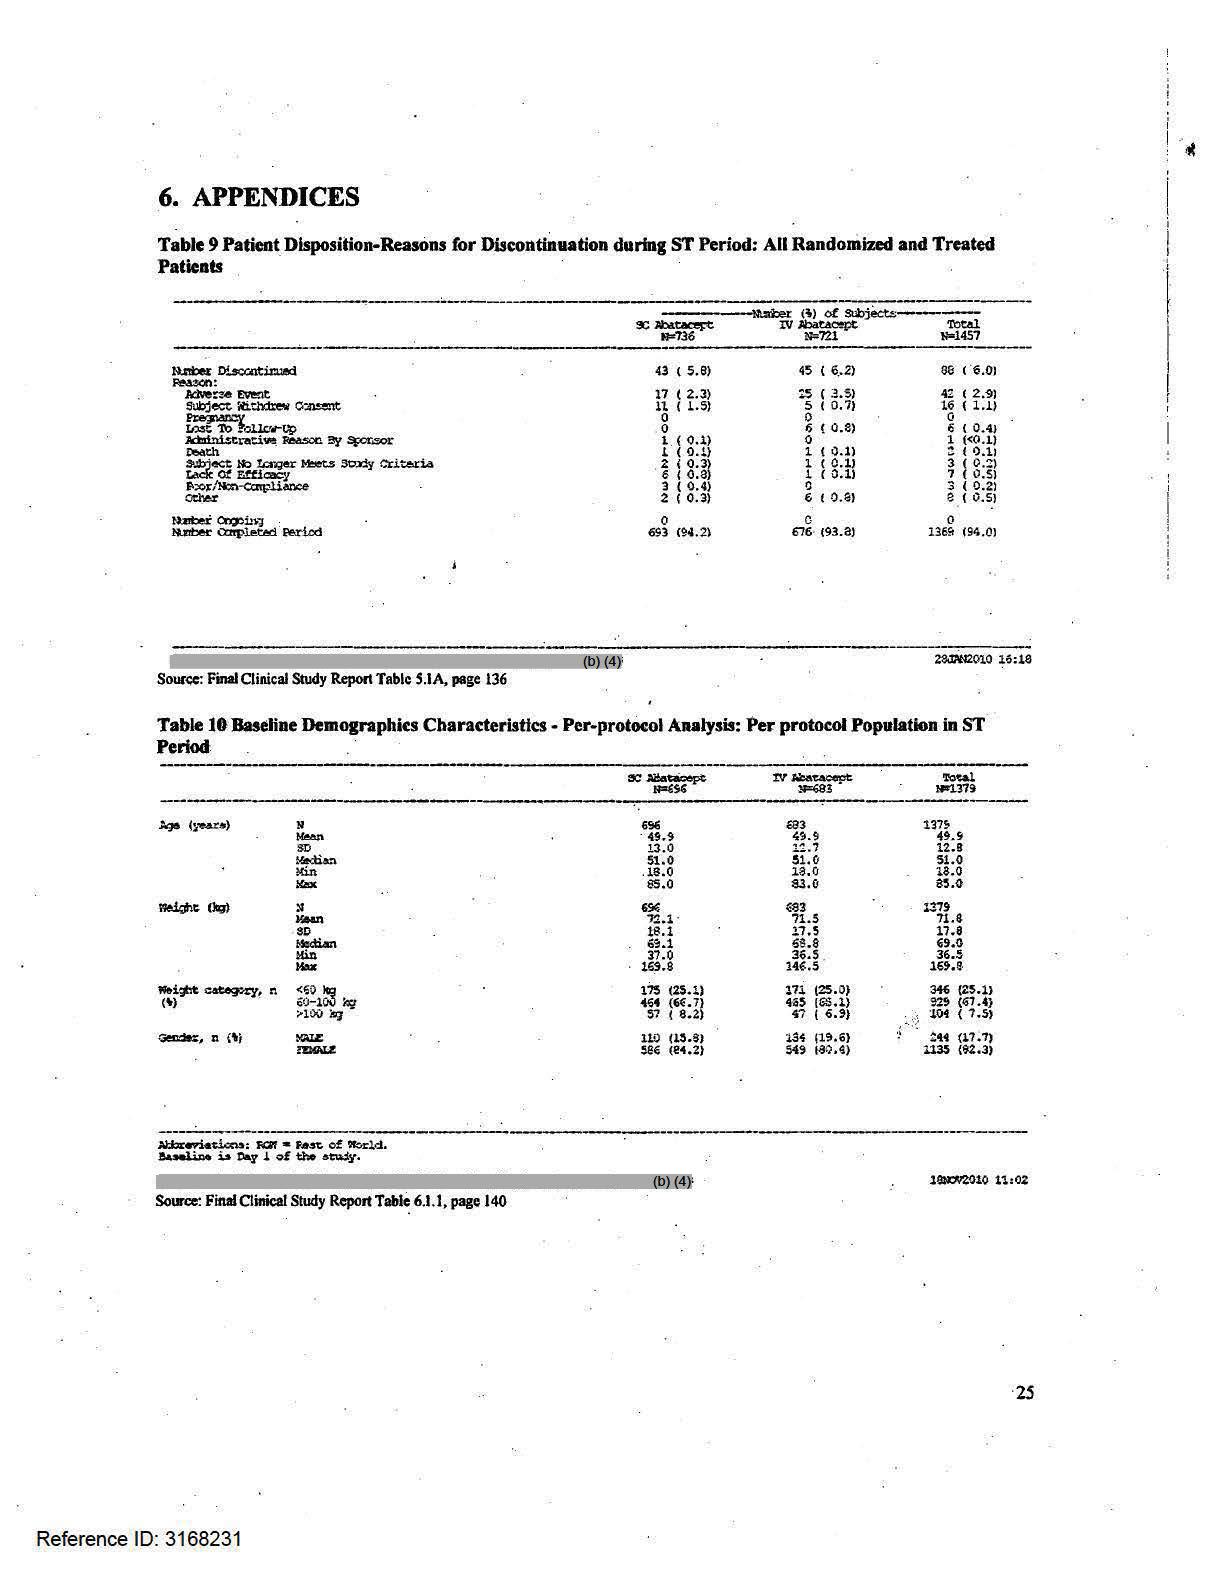 6. APPENDICES
Table 9 Patient Disposition-Reasons for Discontinuation during ST Period: All Randomized and Treated
Patients
Number (%) of Subjects
SC Abatacept IV Abatacept Total
N=736 N=721 N=1457
Number Discontinued 43 ( 5.8) 45 ( 6.2) 88 ( 6.0)
Reason:
Adverse Event 17 ( 2.3) 25 ( 3.5) 42 ( 2.9)
Subject Withdrew Consent 11 ( 1.5) 5 ( 0.7) 16 ( 1.1)
Pregnancy 0 0 0
Lost To Follow-Up 0 6 ( 0.8) 6 ( 0.4)
Administrative Reason By Sponsor 1 ( 0.1) 0 1 (<0.1)
Death 1 ( 0.1) 1 ( 0.1) 2 ( 0.1)
Subject No Longer Meets Study Criteria 2 ( 0.3) 1 ( 0.1) 3 ( 0.2)
Lack Of Efficacy 6 ( 0.8) 1 ( 0.1) 7 ( 0.5)
Poor/Non-Compliance 3 ( 0.4) 0 3 ( 0.2)
Other 2 ( 0.3) 6 ( 0.8) 8 ( 0.5)
Number Ongoing 0 0 0
Number Completed Period 693 (94.2) 676 (93.8) 1369 (94.0)
(b) (4)
28JAN2010 16:18
Source: Final Clinical Study Report Table 5.1A, page 136
Table 10 Baseline Demographics Characteristics - Per-protocol Analysis: Per protocol Population in ST
Period
SC Abatacept IV Abatacept Total
N=696 N=683 N=1379
Age (years) N 696 683 1379
Mean 49.9 49.9 49.9
SD 13.0 12.7 12.8
Median 51.0 51.0 51.0
Min 18.0 18.0 18.0
Max 85.0 83.0 85.0
Weight (kg) N 696 683 1379
Mean 72.1 71.5 71.8
SD 18.1 17.5 17.8
Median 69.1 68.8 69.0
Min 37.0 36.5 36.5
Max 169.8 146.5 169.8
Weight category, n <60 kg 175 (25.1) 171 (25.0) 346 (25.1)
(%) 60-100 kg 464 (66.7) 465 (68.1) 929 (67.4)
>100 kg 57 ( 8.2) 47 ( 6.9) 104 ( 7.5)
Gender, n (%) MALE 110 (15.8) 134 (19.6) 244 (17.7)
FEMALE 586 (84.2) 549 (80.4) 1135 (82.3)
Abbreviations: ROW = Rest of World.
Baseline is Day 1 of the study.
(b) (4)
18NOV2010 11:02
Source: Final Clinical Study Report Table 6.1.1, page 140
25
Reference ID: 3168231